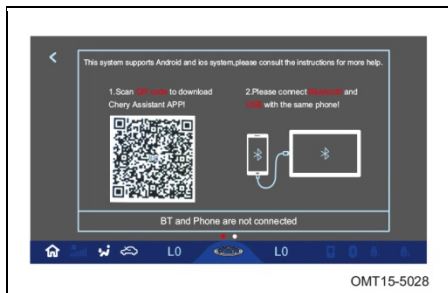 This system supports Android and ios system,please consult the instructions for more help.
1.Scan QR code to download
Chery Assistant APP!
2.Please connect Bluetooth and
USB with the same phone!
BT and Phone are not connected
L0
L0
OMT15-5028